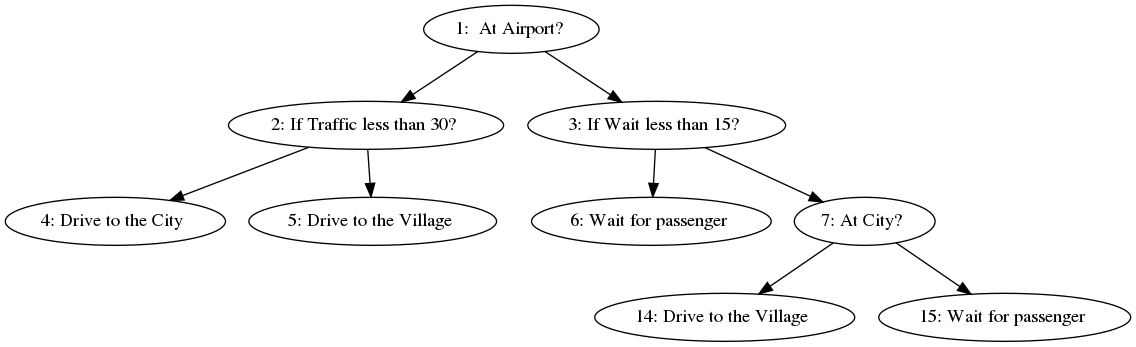 1:  At Airport?
2: If Traffic less than 30?
3: If Wait less than 15?
4: Drive to the City
5: Drive to the Village
6: Wait for passenger
7: At City?
14: Drive to the Village
15: Wait for passenger